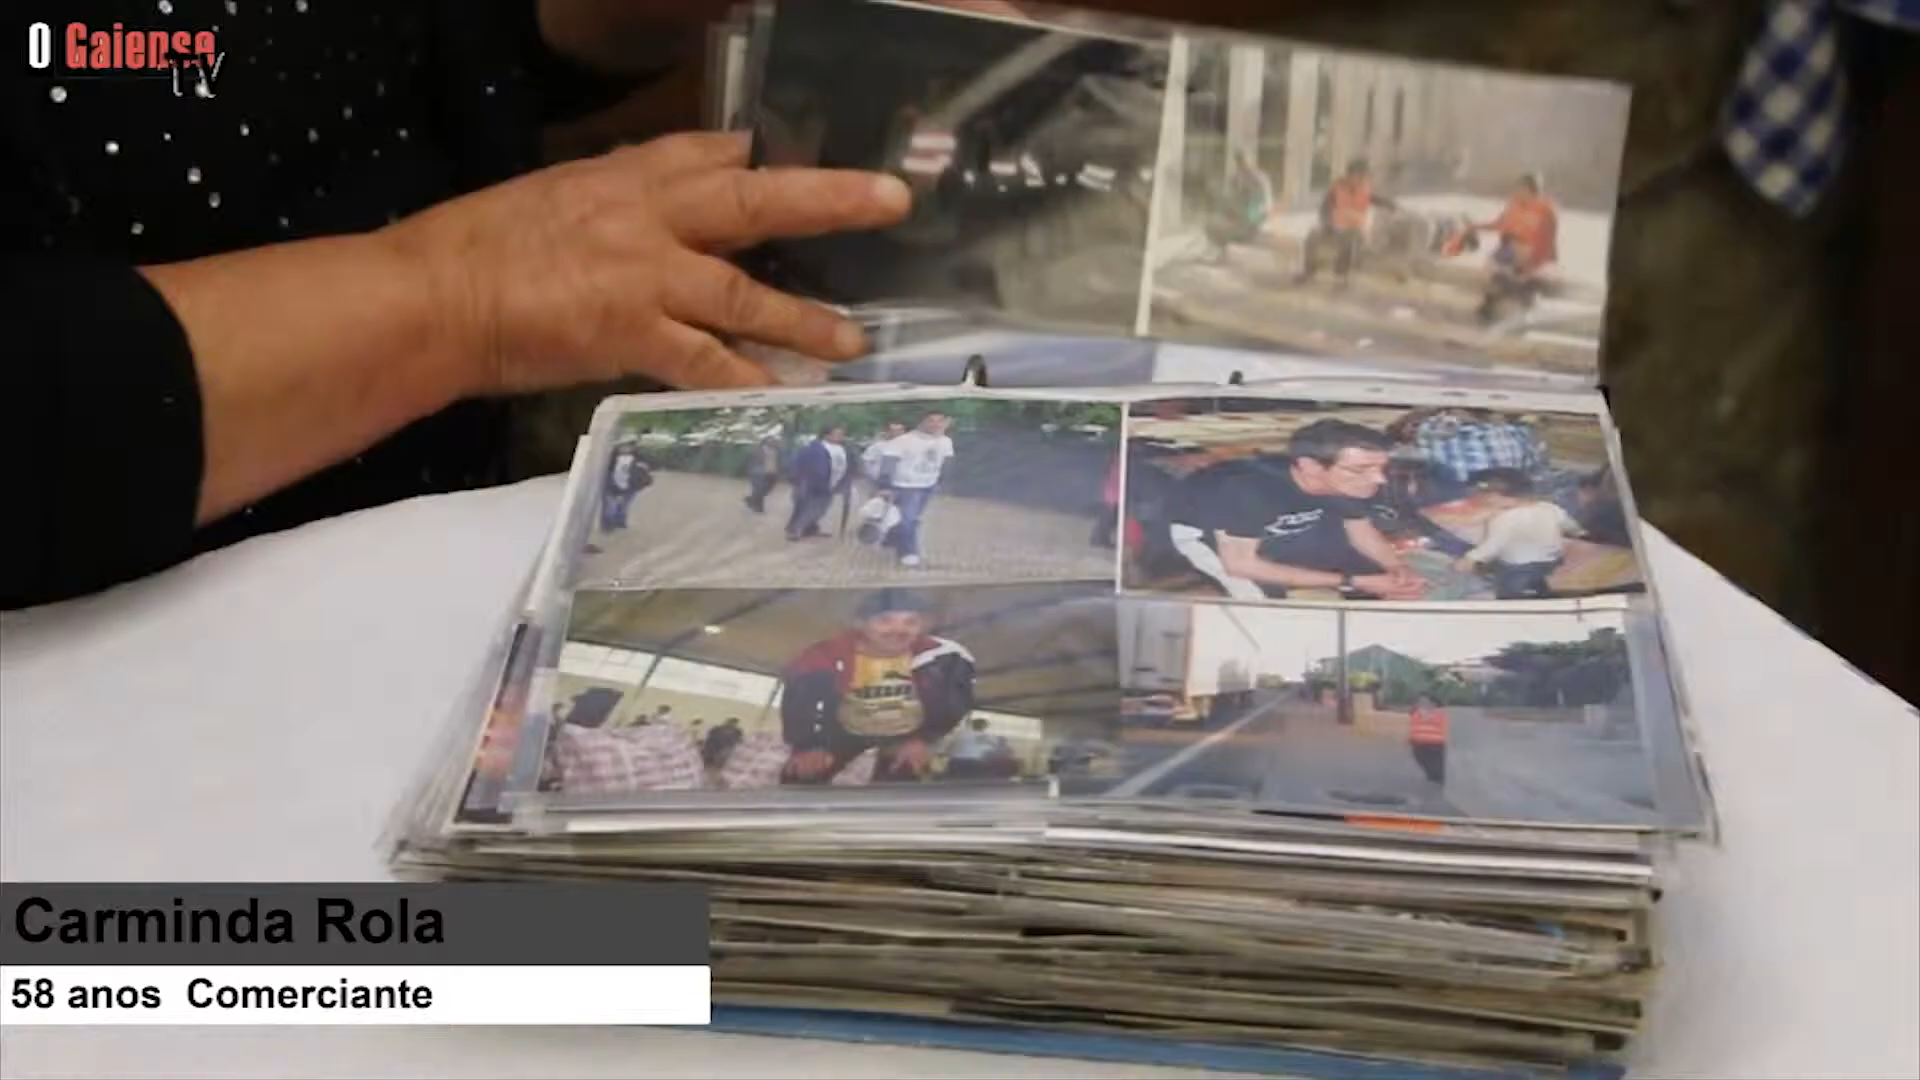 O Gaiense
TV
Carminda Rola
58 anos Comerciante